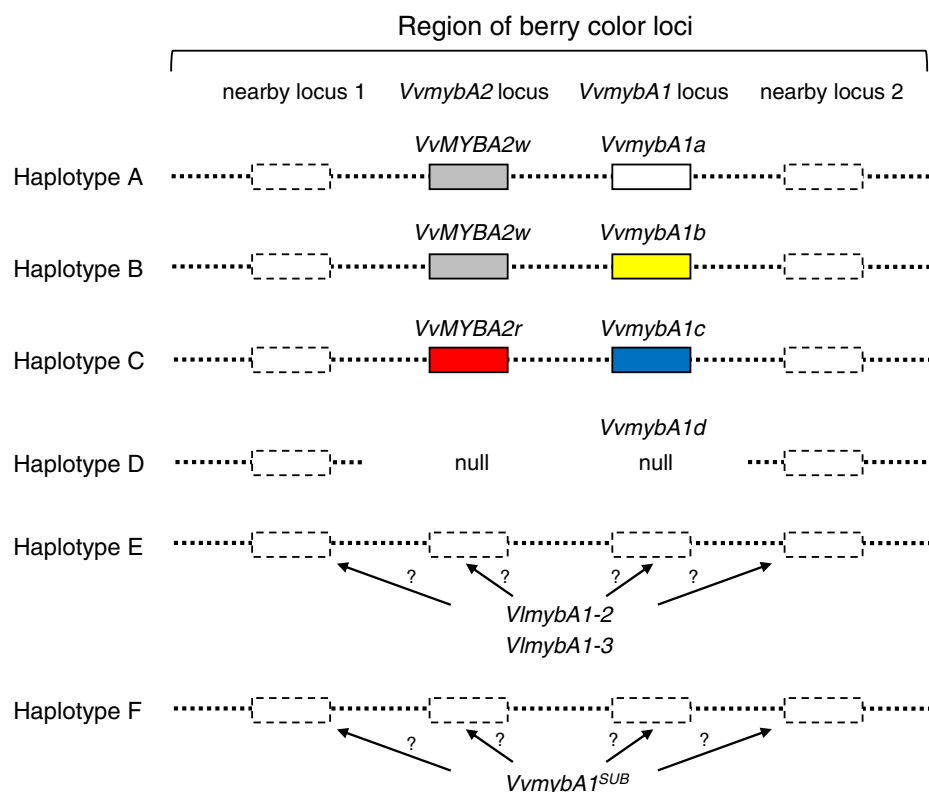 Region of berry color loci
nearby locus 1 VvmybA2 locus VvmybA1 locus nearby locus 2
VvMYBA2w VvmybA1a
Haplotype A
VvMYBA2w VvmybA1b
Haplotype B
VvMYBA2r VvmybA1c
Haplotype C
VvmybA1d
Haplotype D null null
Haplotype E
? ? ? ?
VlmybA1-2
VlmybA1-3
Haplotype F
? ? ? ?
VvmybA1SUB